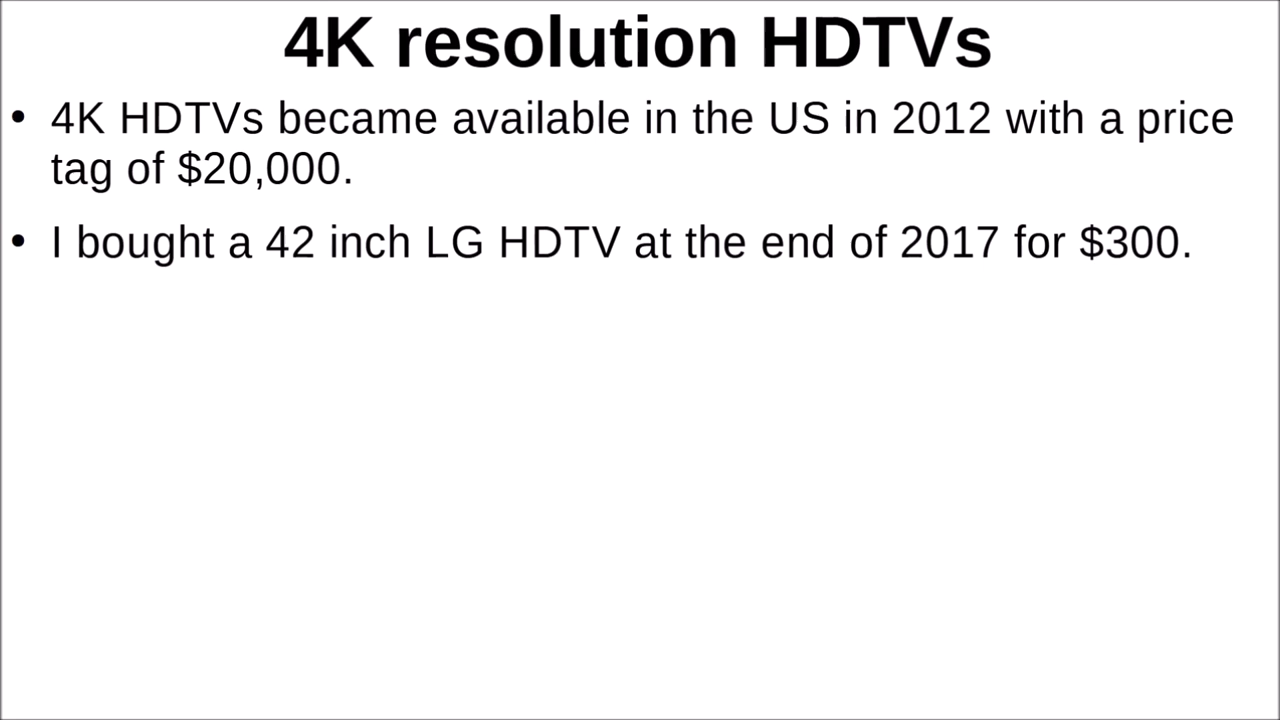 4K resolution HDTVs
• 4K HDTVs became available in the US in 2012 with a price
tag of $20,000.
• I bought a 42 inch LG HDTV at the end of 2017 for $300.